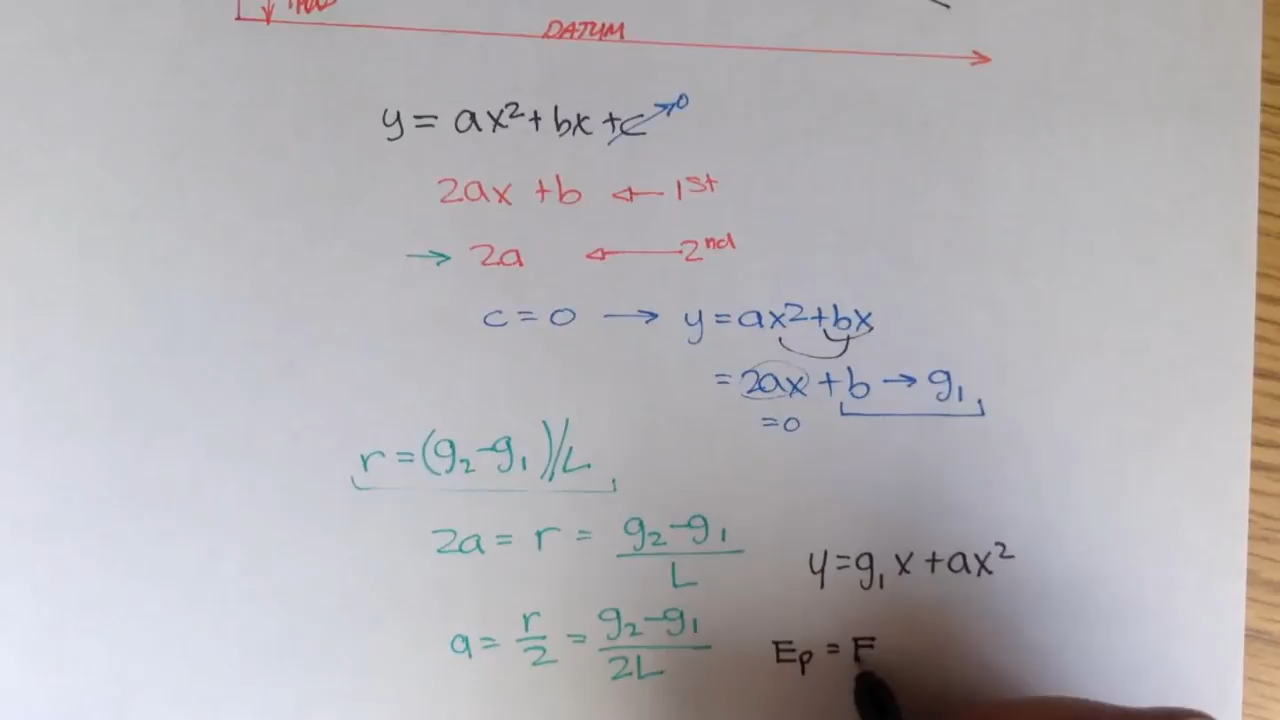 DATUM
y = ax² + bx + c → 0
2ax + b ← 1st
→ 2a ← 2nd
c = 0 → y = ax² + bx
= 2ax + b → g₁
= 0
r = (g₂ - g₁)/L
2a = r = (g₂ - g₁)/L
y = g₁x + ax²
a = r/2 = (g₂ - g₁)/2L
Ep = E